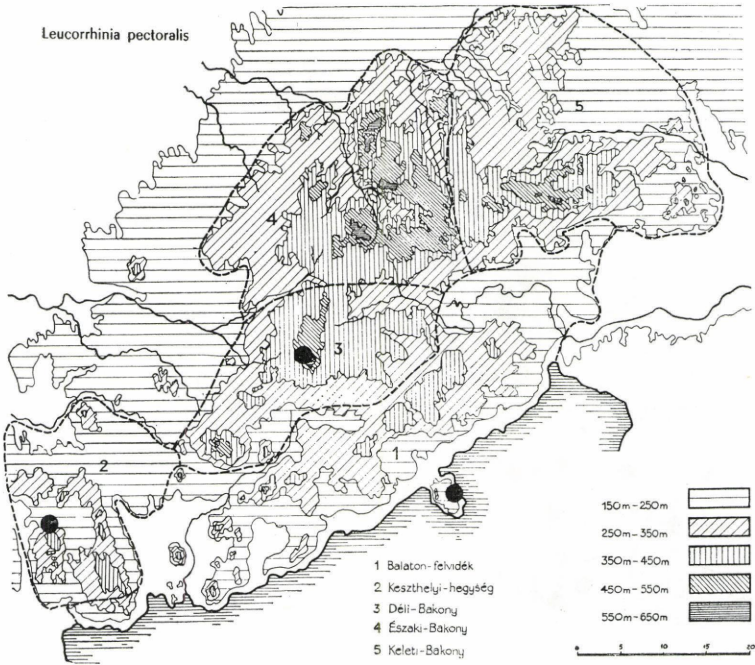 Leucorrhinia pectoralis
5
4
3
2
1
1 Balaton-felvidék
2 Keszthelyi-hegység
3 Déli-Bakony
4 Északi-Bakony
5 Keleti-Bakony
150m-250m
250m-350m
350m-450m
450m-550m
550m-650m
0 5 10 15 20